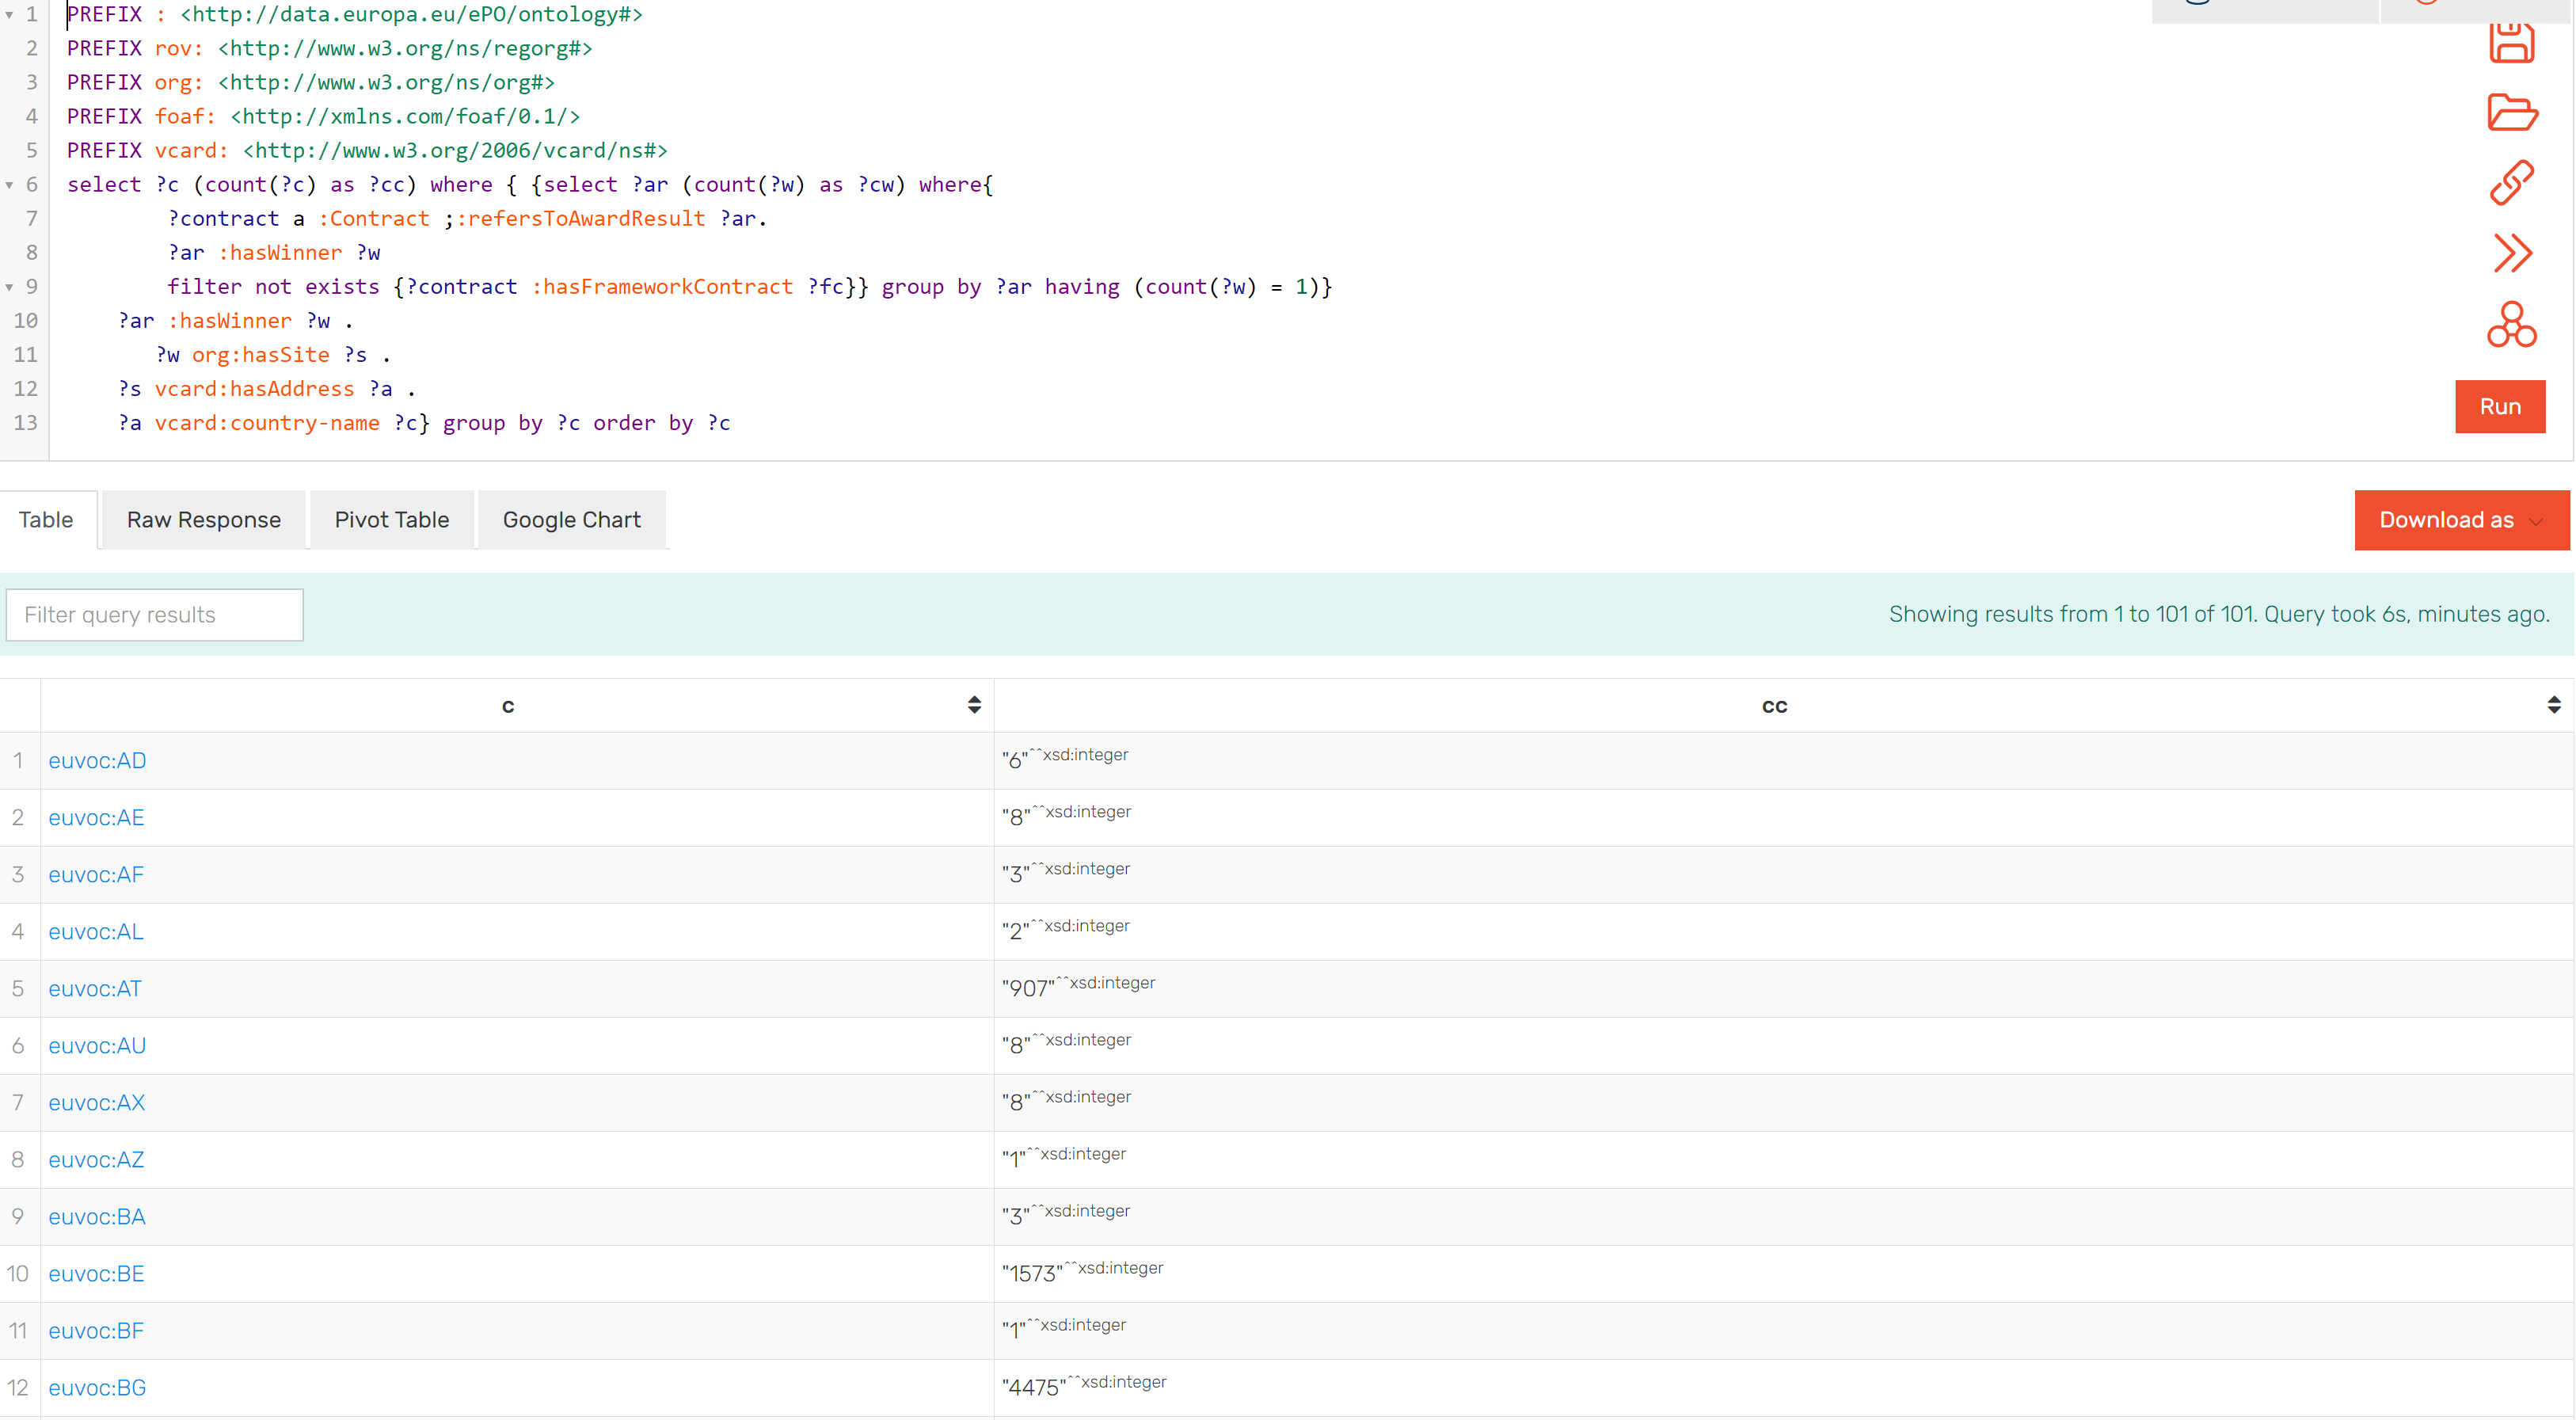 1 PREFIX : <http://data.europa.eu/ePO/ontology#>
2 PREFIX rov: <http://www.w3.org/ns/regorg#>
3 PREFIX org: <http://www.w3.org/ns/org#>
4 PREFIX foaf: <http://xmlns.com/foaf/0.1/>
5 PREFIX vcard: <http://www.w3.org/2006/vcard/ns#>
6 select ?c (count(?c) as ?cc) where { {select ?ar (count(?w) as ?cw) where{
7 ?contract a :Contract ;:refersToAwardResult ?ar.
8 ?ar :hasWinner ?w
9 filter not exists {?contract :hasFrameworkContract ?fc}} group by ?ar having (count(?w) = 1)}
10 ?ar :hasWinner ?w .
11 ?w org:hasSite ?s .
12 ?s vcard:hasAddress ?a .
13 ?a vcard:country-name ?c} group by ?c order by ?c
Run
Table Raw Response Pivot Table Google Chart Download as
Filter query results Showing results from 1 to 101 of 101. Query took 6s, minutes ago.
c cc
1 euvoc:AD "6"^^xsd:integer
2 euvoc:AE "8"^^xsd:integer
3 euvoc:AF "3"^^xsd:integer
4 euvoc:AL "2"^^xsd:integer
5 euvoc:AT "907"^^xsd:integer
6 euvoc:AU "8"^^xsd:integer
7 euvoc:AX "8"^^xsd:integer
8 euvoc:AZ "1"^^xsd:integer
9 euvoc:BA "3"^^xsd:integer
10 euvoc:BE "1573"^^xsd:integer
11 euvoc:BF "1"^^xsd:integer
12 euvoc:BG "4475"^^xsd:integer